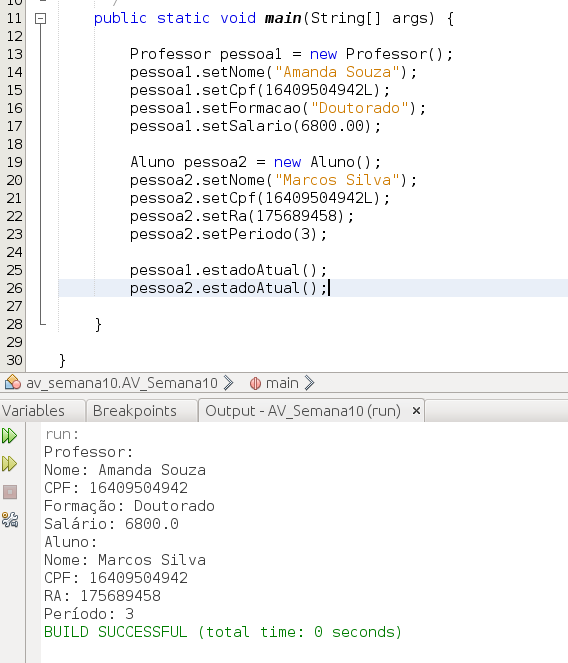 10 */
11 public static void main(String[] args) {
12
13 Professor pessoa1 = new Professor();
14 pessoa1.setNome("Amanda Souza");
15 pessoa1.setCpf(16409504942L);
16 pessoa1.setFormacao("Doutorado");
17 pessoa1.setSalario(6800.00);
18
19 Aluno pessoa2 = new Aluno();
20 pessoa2.setNome("Marcos Silva");
21 pessoa2.setCpf(16409504942L);
22 pessoa2.setRa(175689458);
23 pessoa2.setPeriodo(3);
24
25 pessoa1.estadoAtual();
26 pessoa2.estadoAtual();
27
28 }
29
30 }
av_semana10.AV_Semana10 main
Variables Breakpoints Output - AV_Semana10 (run) ×
run:
Professor:
Nome: Amanda Souza
CPF: 16409504942
Formação: Doutorado
Salário: 6800.0
Aluno:
Nome: Marcos Silva
CPF: 16409504942
RA: 175689458
Período: 3
BUILD SUCCESSFUL (total time: 0 seconds)